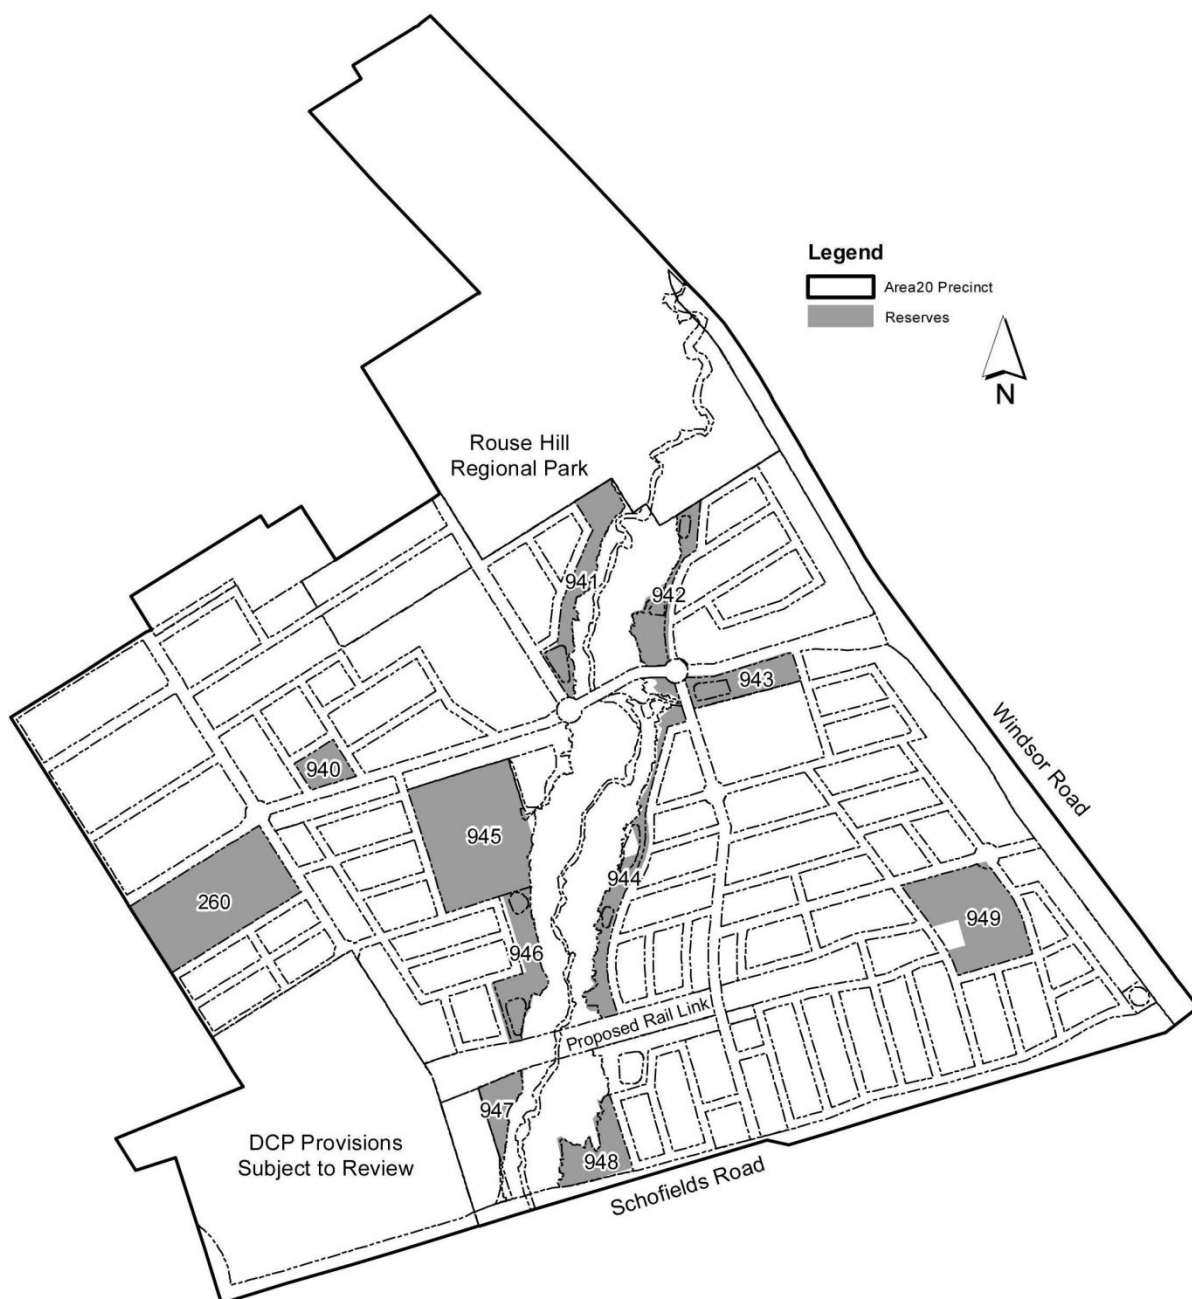 Legend
Area20 Precinct
Reserves
N
Rouse Hill
Regional Park
941
942
943
Windsor Road
940
945
260
944
949
946
Proposed Rail Link
947
DCP Provisions
Subject to Review
948
Schofields Road